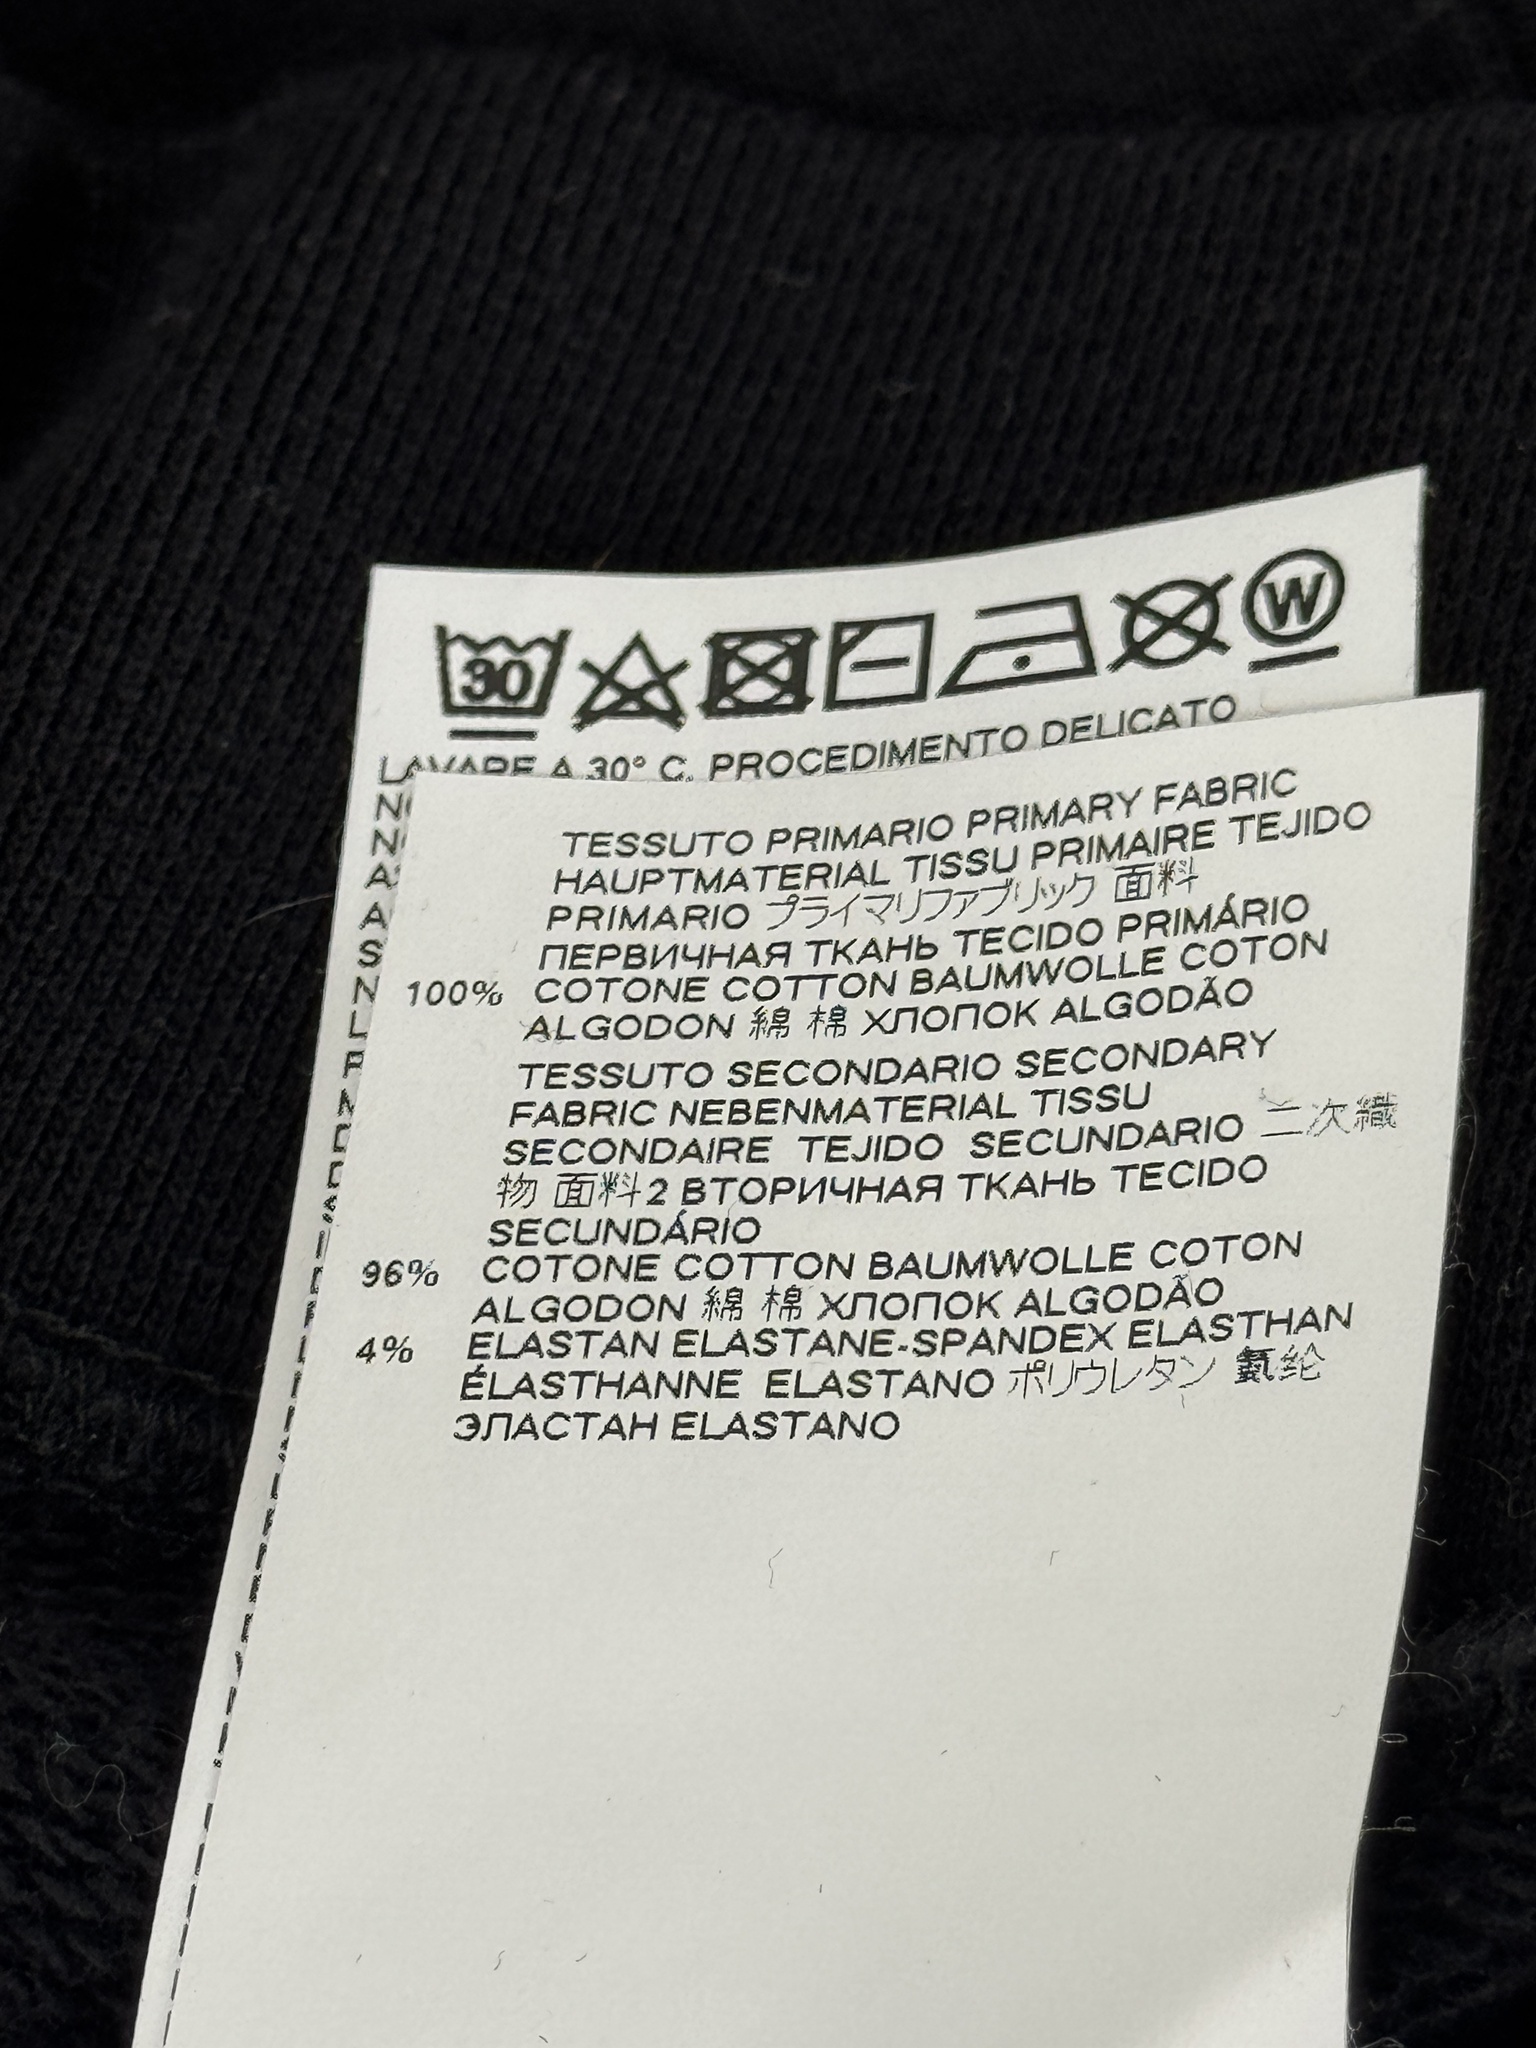 30
W
LAVARE A 30° C. PROCEDIMENTO DELICATO
TESSUTO PRIMARIO PRIMARY FABRIC
HAUPTMATERIAL TISSU PRIMAIRE TEJIDO
PRIMARIO プライマリファブリック 面料
ПЕРВИЧНАЯ ТКАНЬ TECIDO PRIMÁRIO
100% COTONE COTTON BAUMWOLLE COTON
ALGODON 綿 棉 ХЛОПОК ALGODÃO
TESSUTO SECONDARIO SECONDARY
FABRIC NEBENMATERIAL TISSU
SECONDAIRE TEJIDO SECUNDARIO 二次織
物 面料2 ВТОРИЧНАЯ ТКАНЬ TECIDO
SECUNDÁRIO
96% COTONE COTTON BAUMWOLLE COTON
ALGODON 綿 棉 ХЛОПОК ALGODÃO
4% ELASTAN ELASTANE-SPANDEX ELASTHAN
ÉLASTHANNE ELASTANO ポリウレタン 氨纶
ЭЛАСТАН ELASTANO